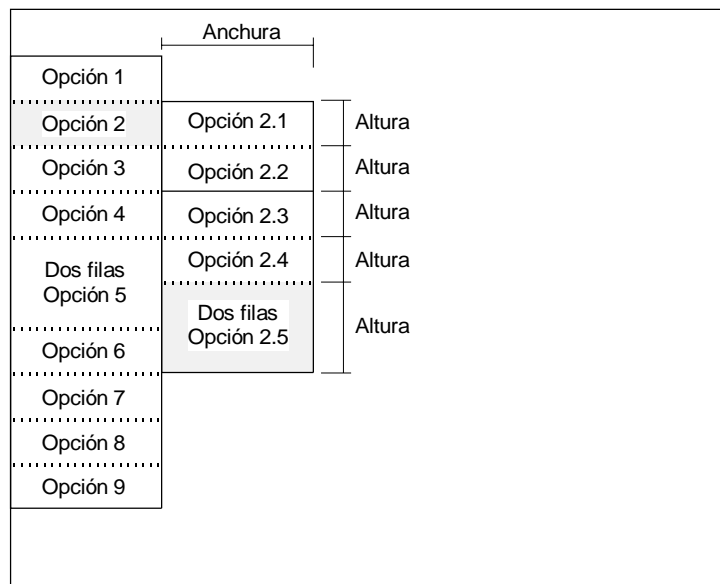 Anchura
Opción 1
Opción 2
Opción 3
Opción 4
Dos filas
Opción 5
Opción 6
Opción 7
Opción 8
Opción 9
Opción 2.1
Opción 2.2
Opción 2.3
Opción 2.4
Dos filas
Opción 2.5
Altura
Altura
Altura
Altura
Altura